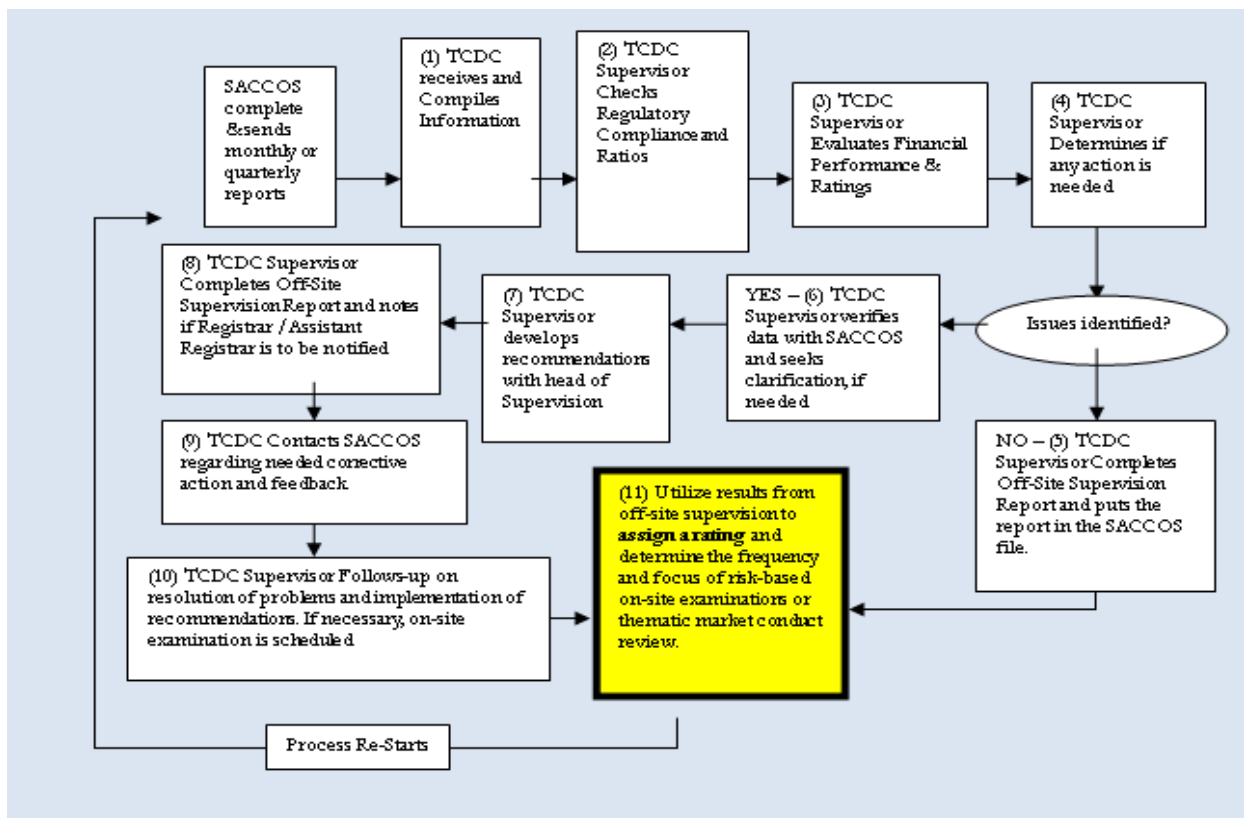 SACCOS
complete
& sends
monthly or
quarterly
reports
(1) TCDC
receives and
Compiles
Information
(2) TCDC
Supervisor
Checks
Regulatory
Compliance and
Ratios
(3) TCDC
Supervisor
Evaluates Financial
Performance &
Ratings
(4) TCDC
Supervisor
Determines if
any action is
needed
Issues identified?
NO – (5) TCDC
Supervisor Completes
Off-Site Supervision
Report and puts the
report in the SACCOS
file.
YES – (6) TCDC
Supervisor verifies
data with SACCOS
and seeks
clarification, if
needed
(7) TCDC
Supervisor
develops
recommendations
with head of
Supervision
(8) TCDC Supervisor
Completes Off-Site
Supervision Report and notes
if Registrar / Assistant
Registrar is to be notified
(9) TCDC Contacts SACCOS
regarding needed corrective
action and feedback
(10) TCDC Supervisor Follows-up on
resolution of problems and implementation of
recommendations. If necessary, on-site
examination is scheduled
(11) Utilize results from
off-site supervision to
assign a rating and
determine the frequency
and focus of risk-based
on-site examinations or
thematic market conduct
review.
Process Re-Starts